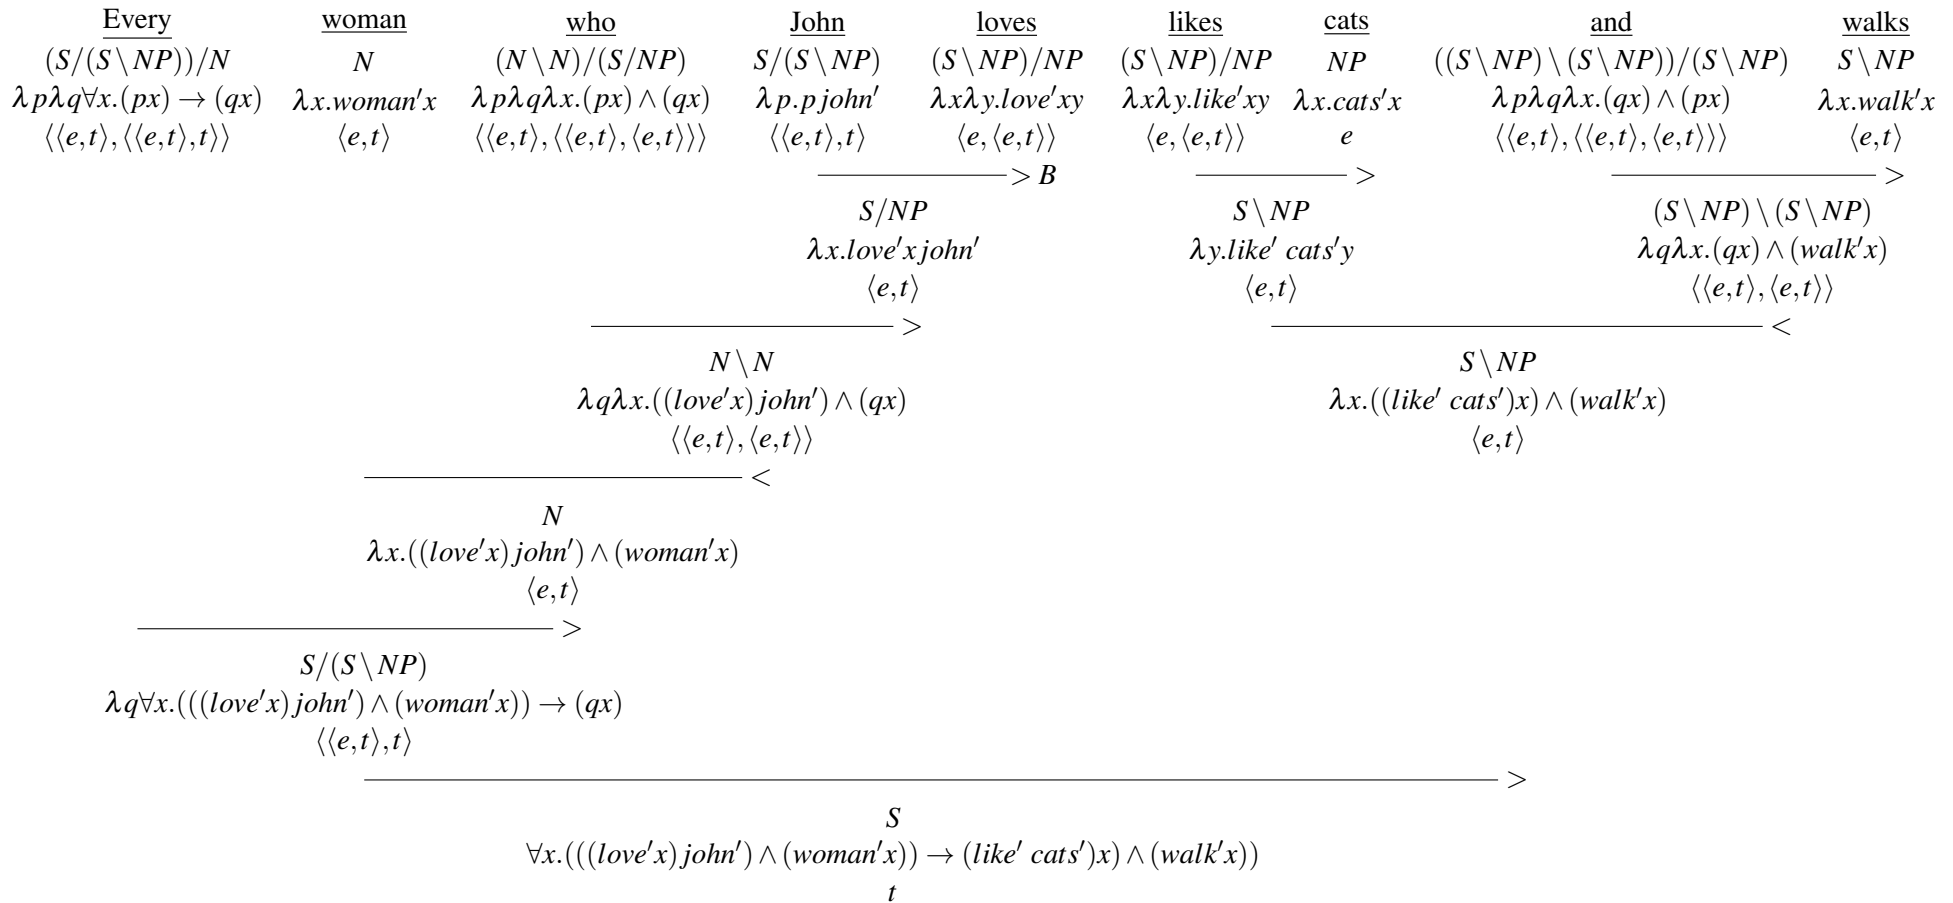 Every woman who John loves likes cats and walks
(S/(S\NP))/N N (N\N)/(S/NP) S/(S\NP) (S\NP)/NP (S\NP)/NP NP ((S\NP)\(S\NP))/(S\NP) S\NP
λpλq∀x.(px)→(qx) λx.woman′x λpλqλx.(px)∧(qx) λp.pjohn′ λxλy.love′xy λxλy.like′xy λx.cats′x λpλqλx.(qx)∧(px) λx.walk′x
⟨⟨e,t⟩,⟨⟨e,t⟩,t⟩⟩ ⟨e,t⟩ ⟨⟨e,t⟩,⟨⟨e,t⟩,⟨e,t⟩⟩⟩ ⟨⟨e,t⟩,t⟩ ⟨e,⟨e,t⟩⟩ ⟨e,⟨e,t⟩⟩ e ⟨⟨e,t⟩,⟨⟨e,t⟩,⟨e,t⟩⟩⟩ ⟨e,t⟩
>B > >
S/NP S\NP (S\NP)\(S\NP)
λx.love′xjohn′ λy.like′ cats′y λqλx.(qx)∧(walk′x)
⟨e,t⟩ ⟨e,t⟩ ⟨⟨e,t⟩,⟨e,t⟩⟩
> <
N\N S\NP
λqλx.((love′x)john′)∧(qx) λx.((like′ cats′)x)∧(walk′x)
⟨⟨e,t⟩,⟨e,t⟩⟩ ⟨e,t⟩
<
N
λx.((love′x)john′)∧(woman′x)
⟨e,t⟩
>
S/(S\NP)
λq∀x.(((love′x)john′)∧(woman′x))→(qx)
⟨⟨e,t⟩,t⟩
>
S
∀x.(((love′x)john′)∧(woman′x))→(like′ cats′)x)∧(walk′x))
t